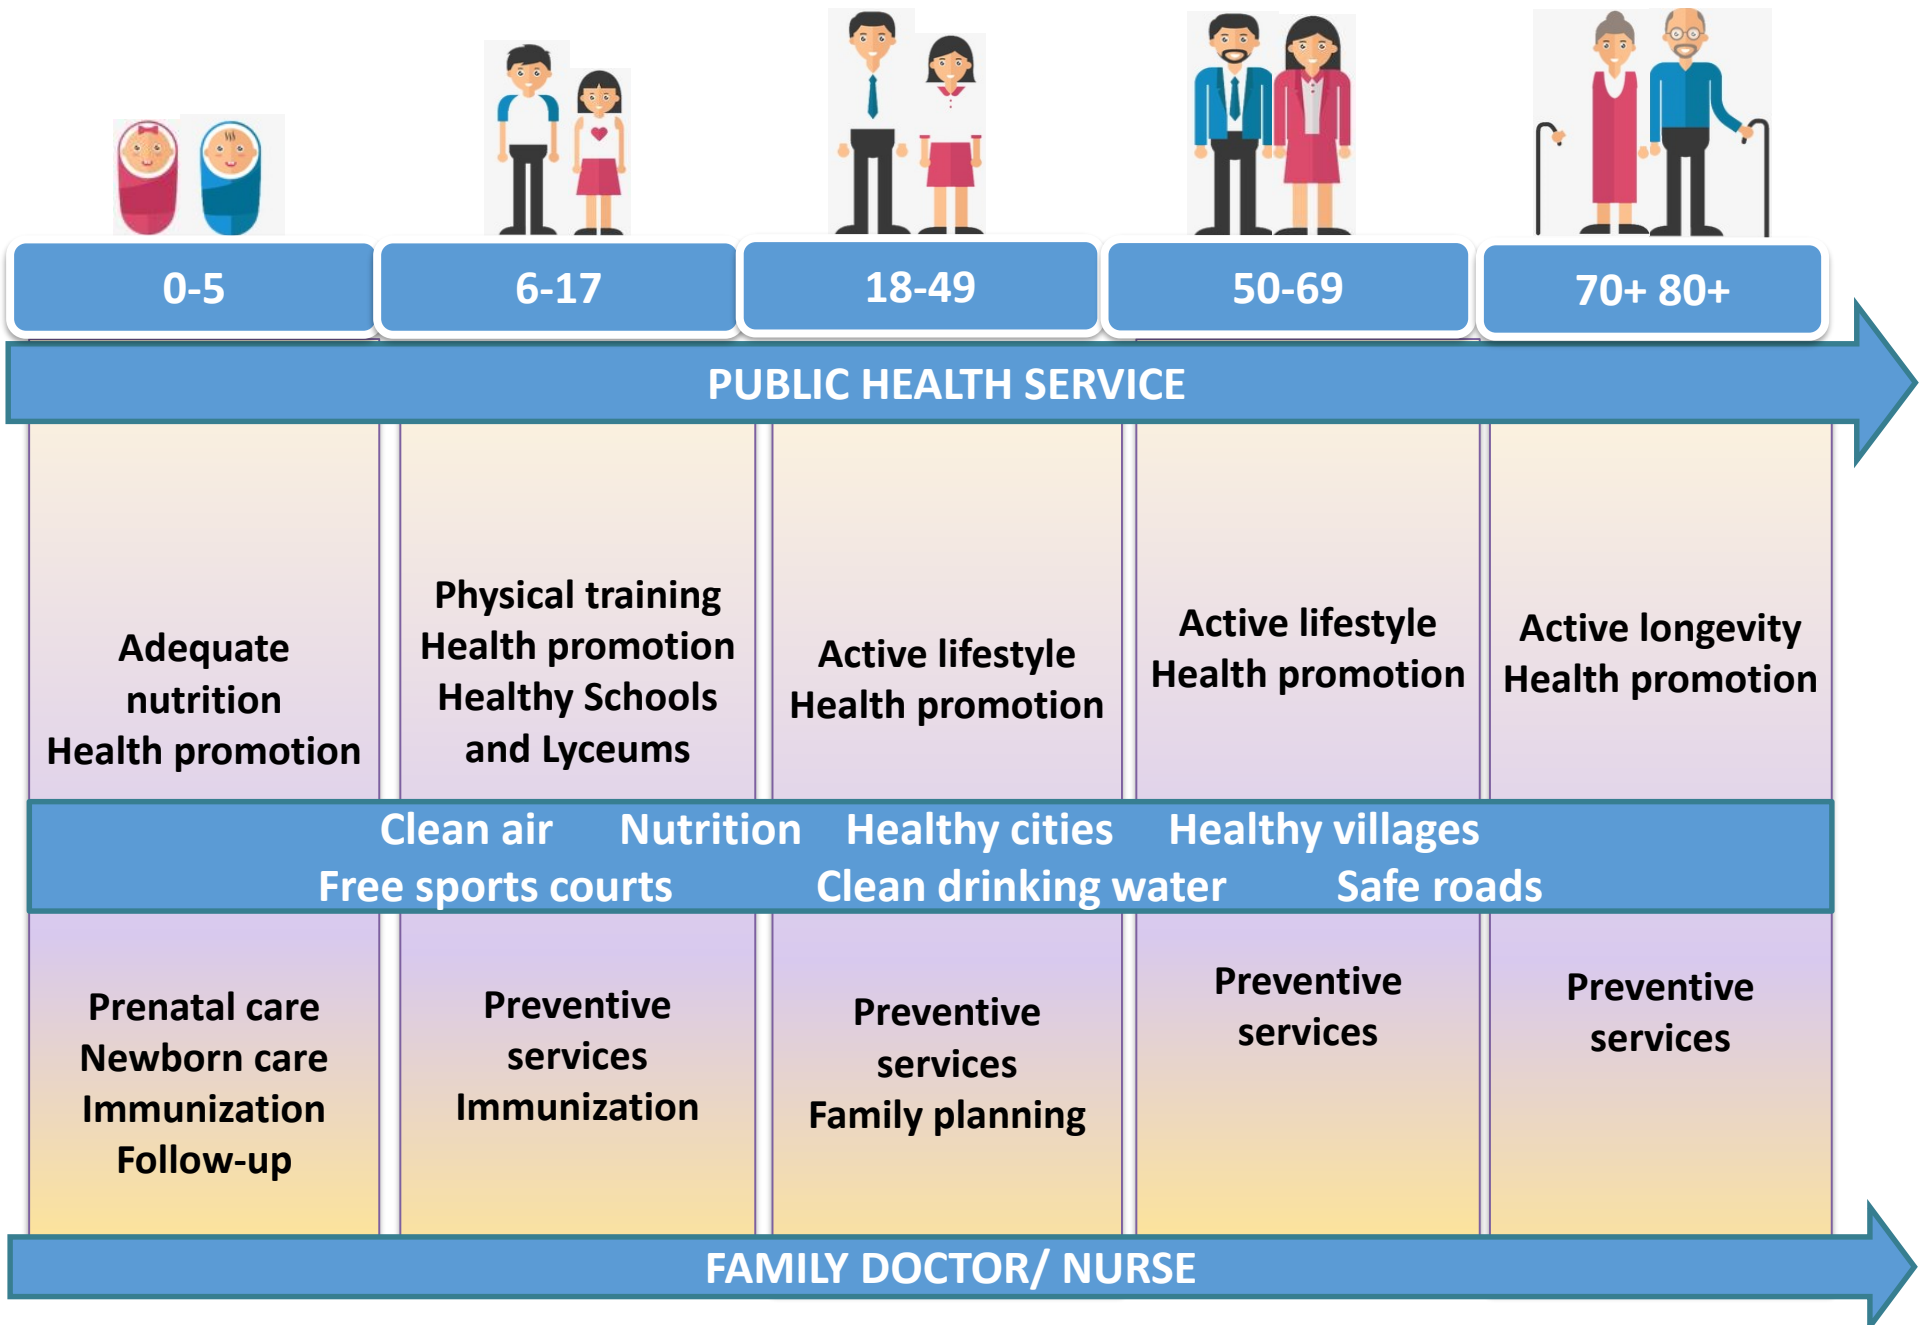 0-5
6-17
18-49
50-69
70+ 80+
PUBLIC HEALTH SERVICE
Adequate
nutrition
Health promotion
Physical training
Health promotion
Healthy Schools
and Lyceums
Active lifestyle
Health promotion
Active lifestyle
Health promotion
Active longevity
Health promotion
Clean air Nutrition Healthy cities Healthy villages
Free sports courts Clean drinking water Safe roads
Prenatal care
Newborn care
Immunization
Follow-up
Preventive
services
Immunization
Preventive
services
Family planning
Preventive
services
Preventive
services
FAMILY DOCTOR/ NURSE